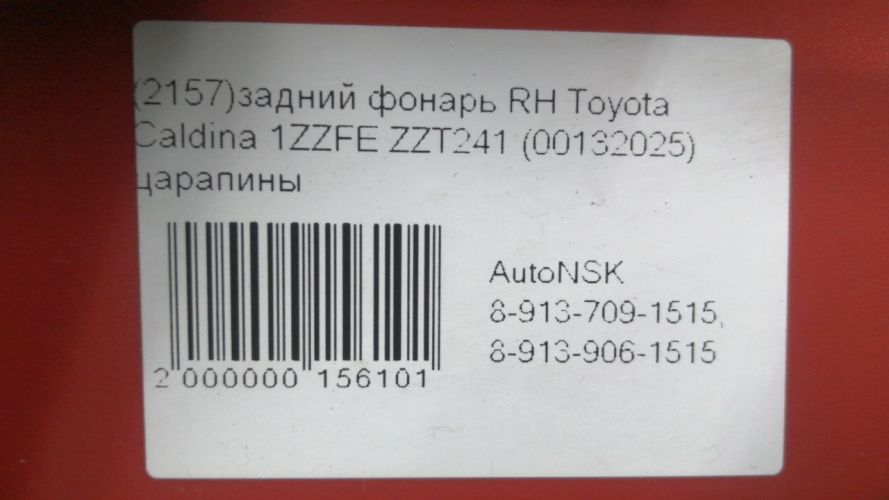 (2157)задний фонарь RH Toyota
Caldina 1ZZFE ZZT241 (00132025)
царапины
AutoNSK
8-913-709-1515,
8-913-906-1515
2 000000 156101